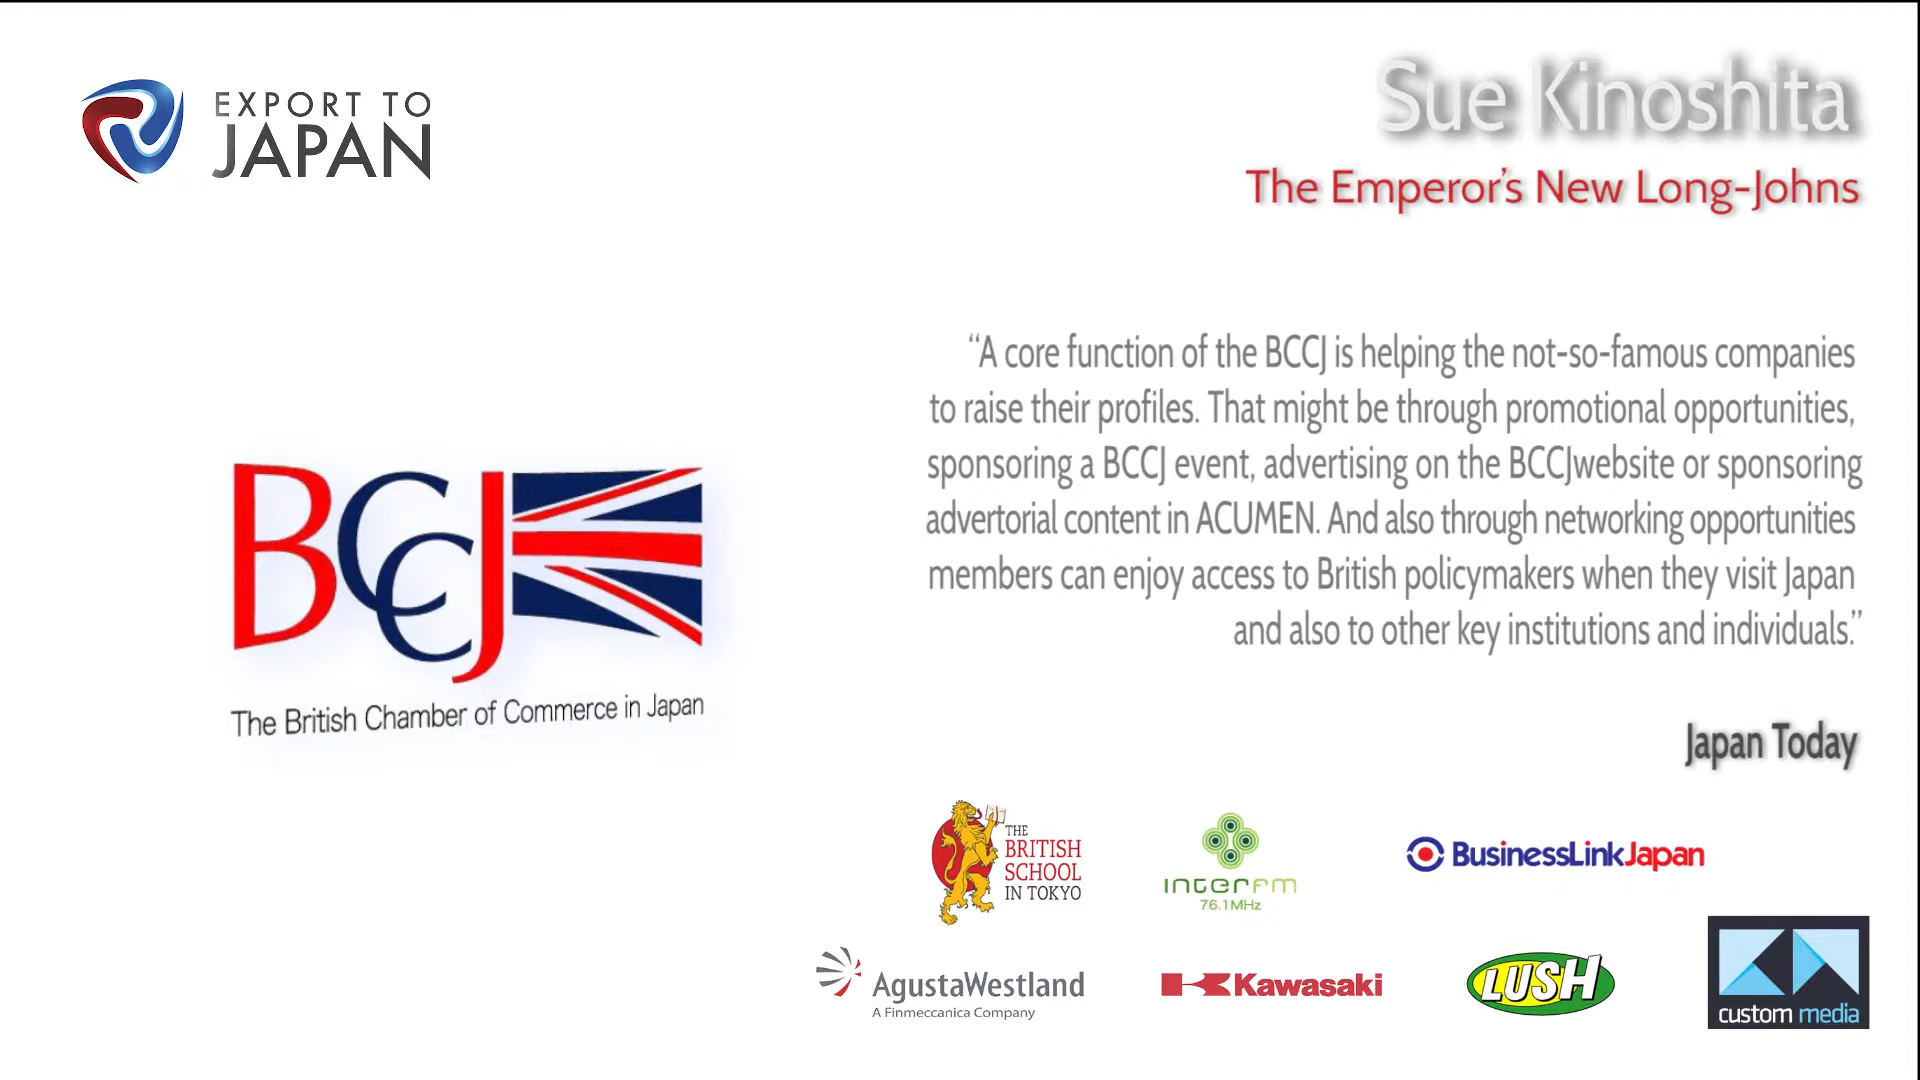 EXPORT TO
JAPAN
Sue Kinoshita
The Emperor's New Long-Johns
“A core function of the BCCJ is helping the not-so-famous companies
to raise their profiles. That might be through promotional opportunities,
sponsoring a BCCJ event, advertising on the BCCJwebsite or sponsoring
advertorial content in ACUMEN. And also through networking opportunities
members can enjoy access to British policymakers when they visit Japan
and also to other key institutions and individuals.”
Japan Today
BCCJ
The British Chamber of Commerce in Japan
THE
BRITISH
SCHOOL
IN TOKYO
interfm
76.1MHz
BusinessLinkJapan
AgustaWestland
A Finmeccanica Company
Kawasaki
LUSH
custom media